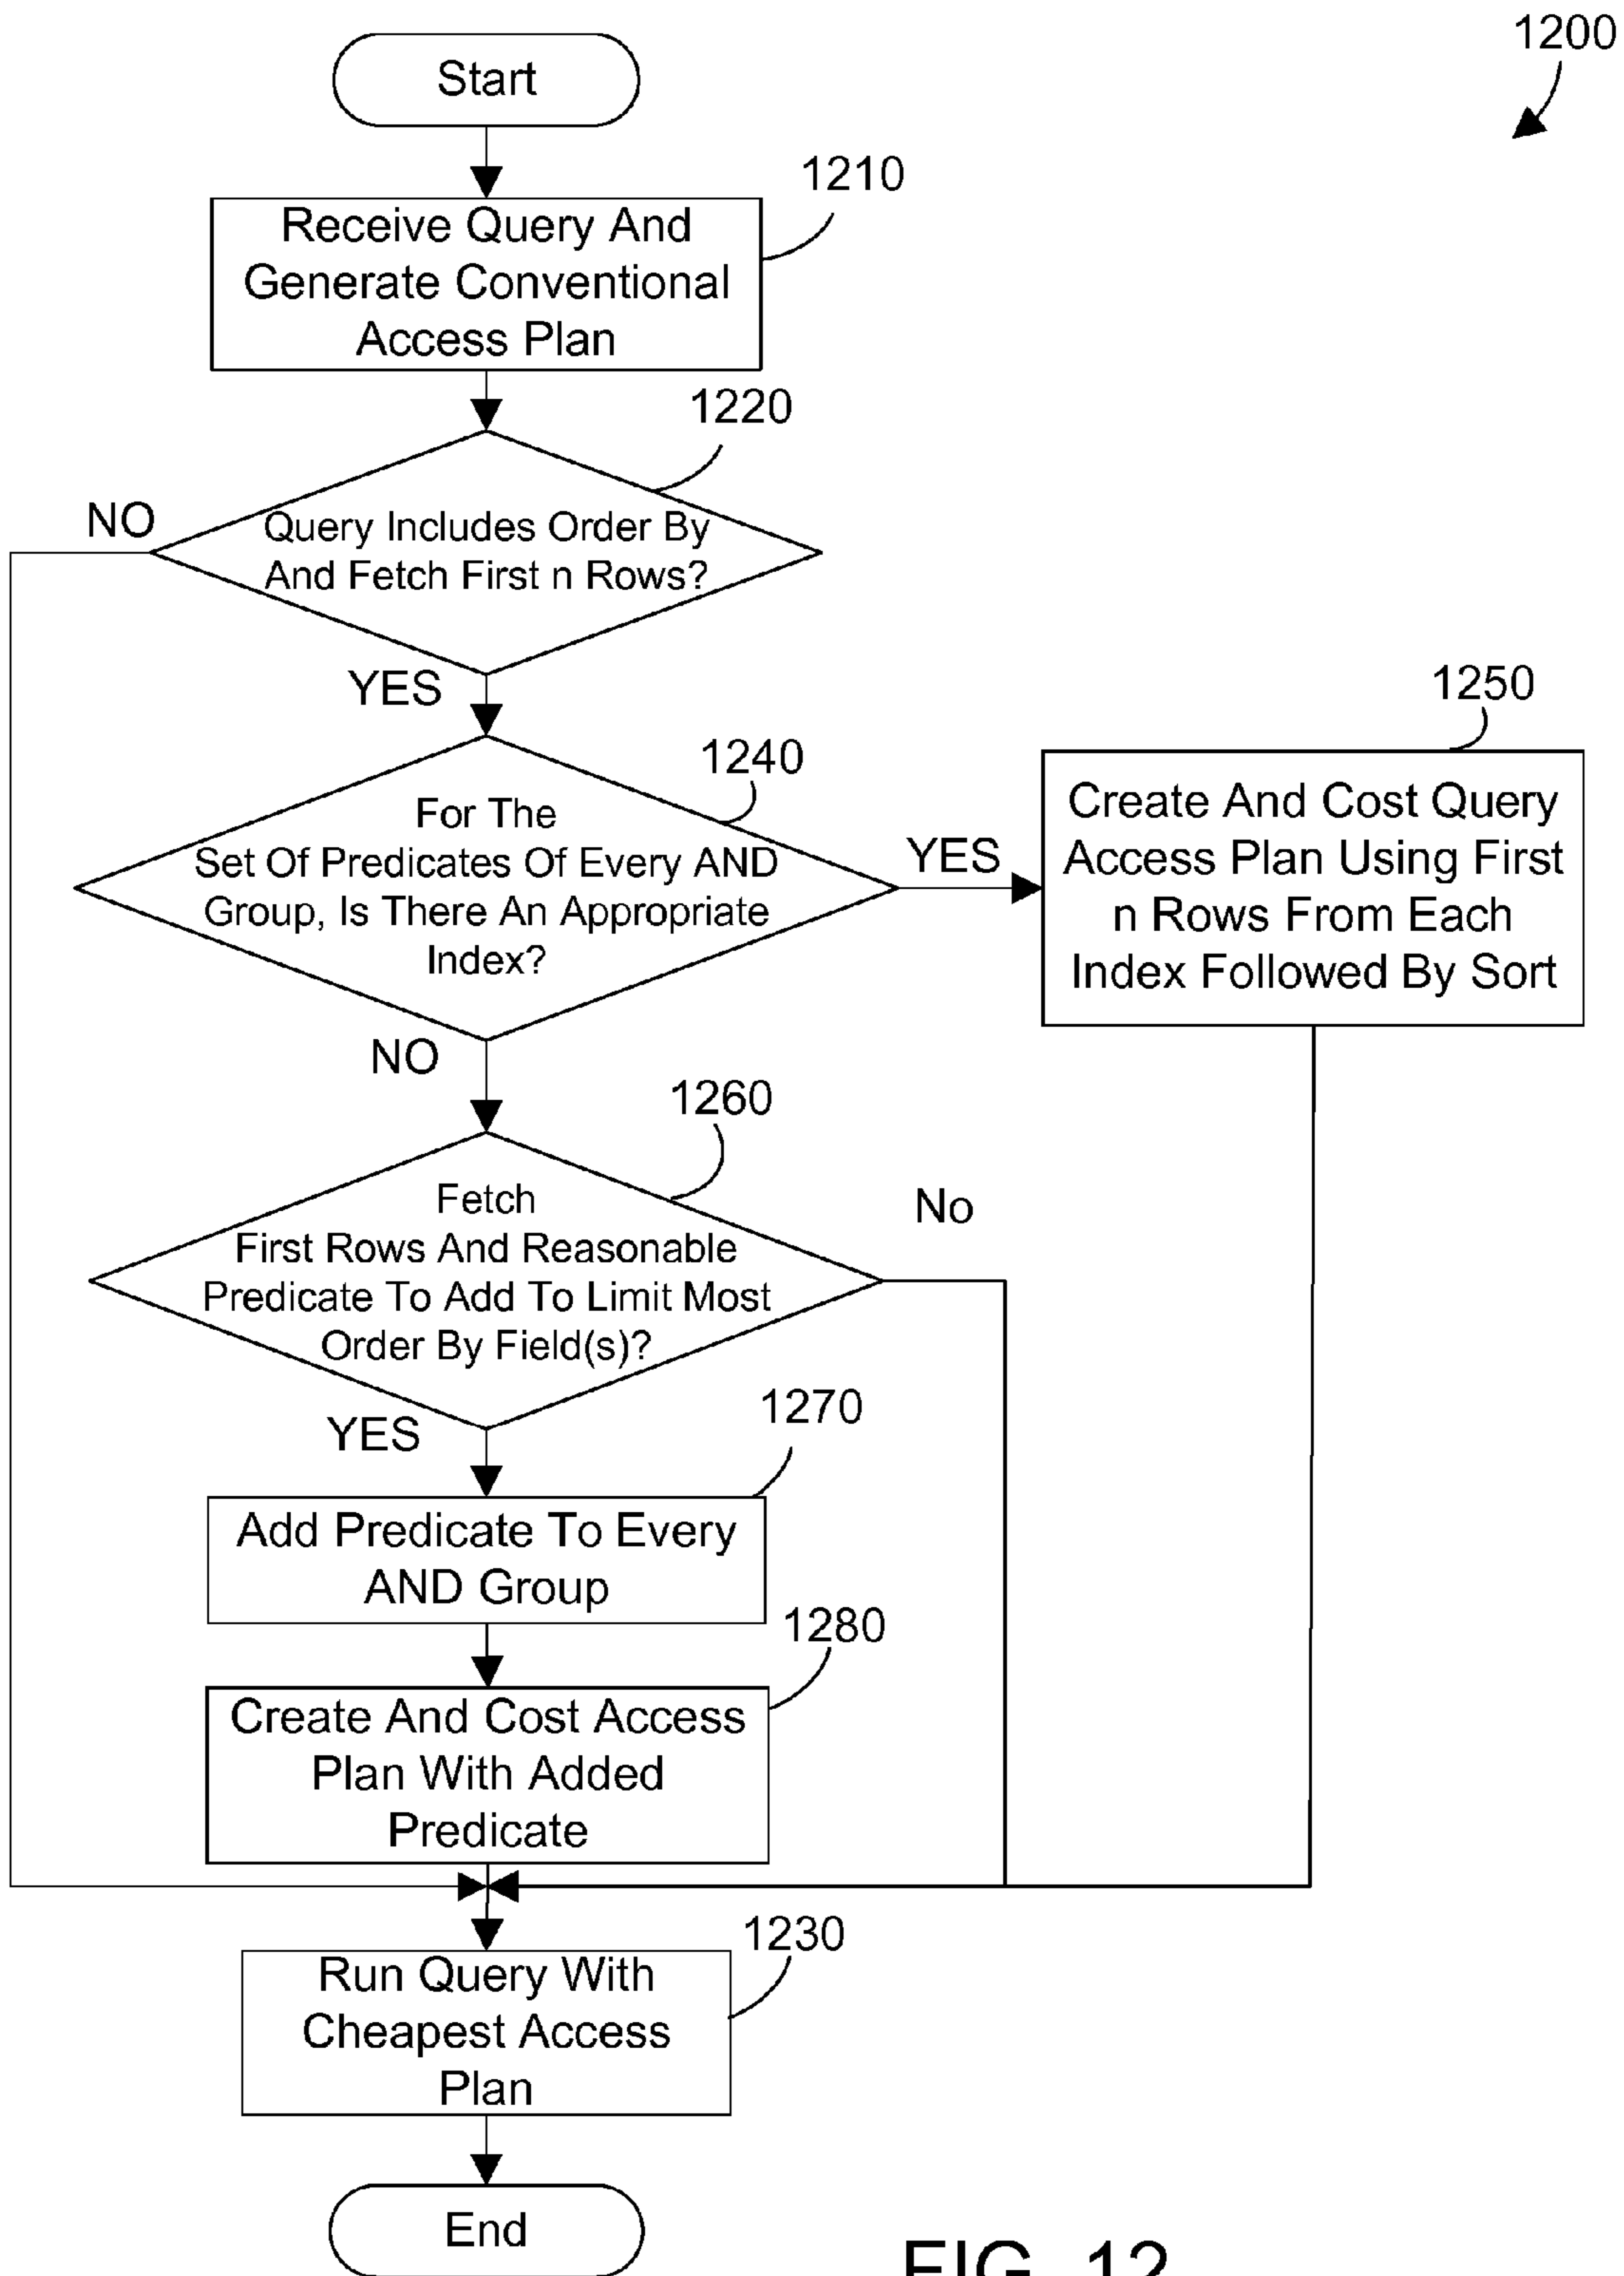 1200
Start
1210
Receive Query And
Generate Conventional
Access Plan
1220
NO
Query Includes Order By
And Fetch First n Rows?
YES
1240
For The
Set Of Predicates Of Every AND
Group, Is There An Appropriate
Index?
YES
1250
Create And Cost Query
Access Plan Using First
n Rows From Each
Index Followed By Sort
NO
1260
Fetch
First Rows And Reasonable
Predicate To Add To Limit Most
Order By Field(s)?
No
YES
1270
Add Predicate To Every
AND Group
1280
Create And Cost Access
Plan With Added
Predicate
1230
Run Query With
Cheapest Access
Plan
End
FIG. 12